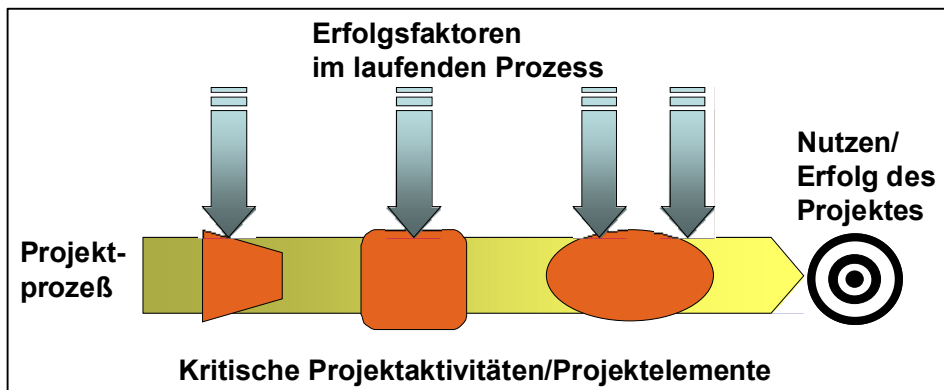 Erfolgsfaktoren
im laufenden Prozess
Nutzen/
Erfolg des
Projektes
Projekt-
prozeß
Kritische Projektaktivitäten/Projektelemente